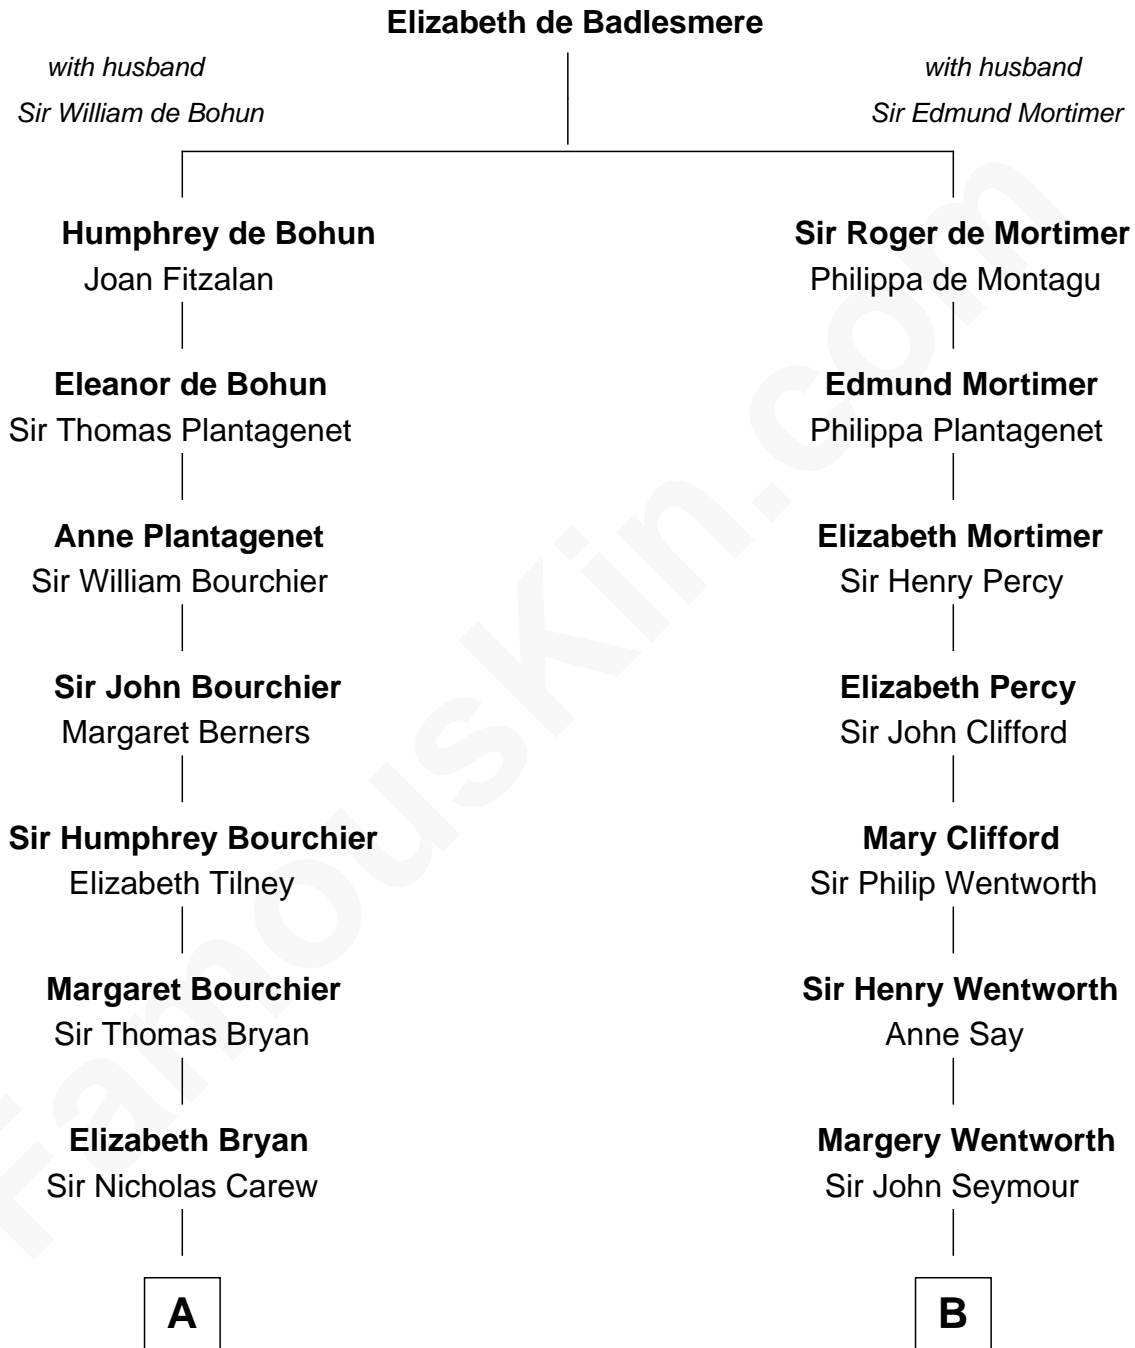 Elizabeth de Badlesmere
with husband
Sir William de Bohun
with husband
Sir Edmund Mortimer
Humphrey de Bohun
Joan Fitzalan
Sir Roger de Mortimer
Philippa de Montagu
Eleanor de Bohun
Sir Thomas Plantagenet
Edmund Mortimer
Philippa Plantagenet
Anne Plantagenet
Sir William Bourchier
Elizabeth Mortimer
Sir Henry Percy
Sir John Bourchier
Margaret Berners
Elizabeth Percy
Sir John Clifford
Sir Humphrey Bourchier
Elizabeth Tilney
Mary Clifford
Sir Philip Wentworth
Margaret Bourchier
Sir Thomas Bryan
Sir Henry Wentworth
Anne Say
Elizabeth Bryan
Sir Nicholas Carew
Margery Wentworth
Sir John Seymour
A
B
FamousKin.com